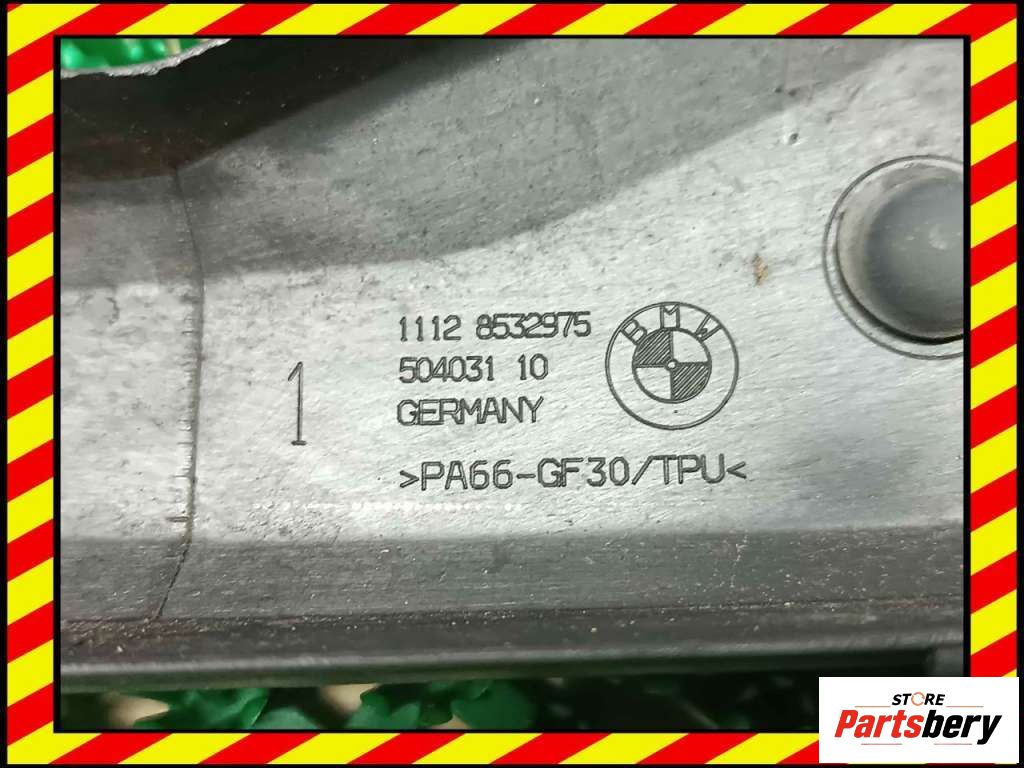 1112 8532975
504031 10
GERMANY
1
BMW
>PA66-GF30/TPU<
STORE
Partsbery